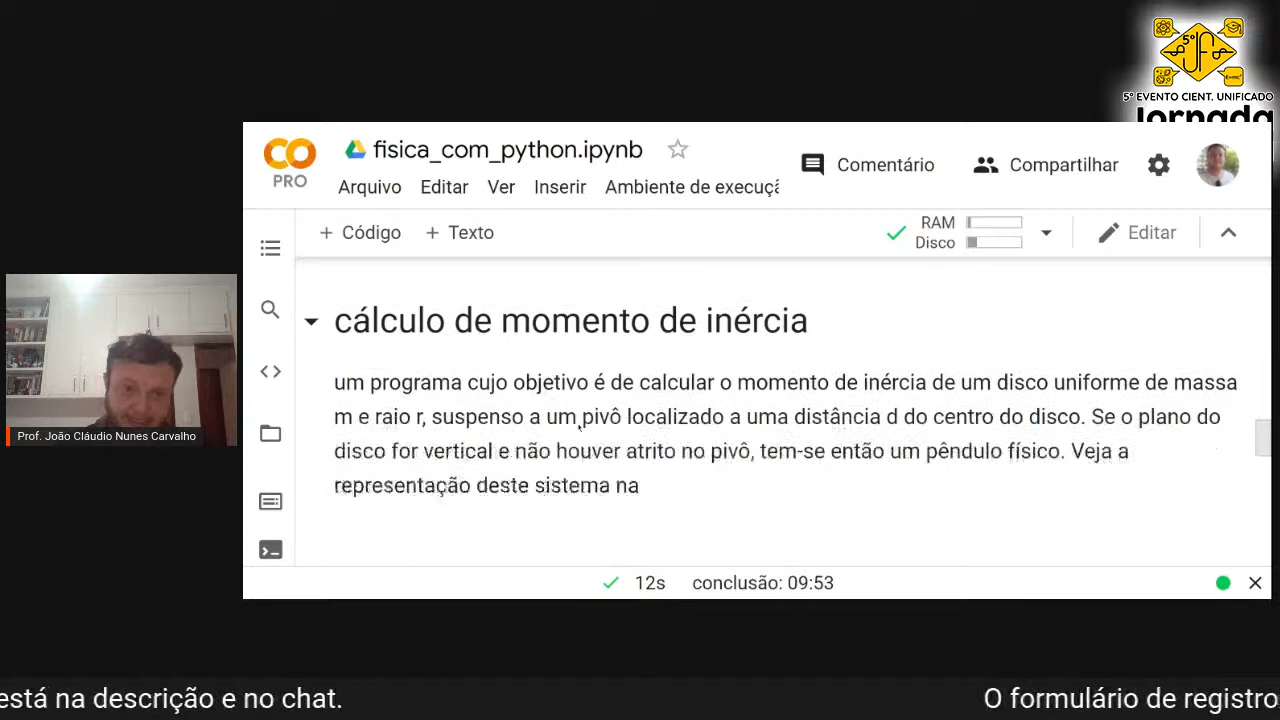 5º
E=mc²
5º EVENTO CIENT. UNIFICADO
Jornada
CO
PRO
fisica_com_python.ipynb
Comentário
Compartilhar
Arquivo Editar Ver Inserir Ambiente de execuçã
+ Código + Texto
RAM
Disco
Editar
cálculo de momento de inércia
um programa cujo objetivo é de calcular o momento de inércia de um disco uniforme de massa
m e raio r, suspenso a um pivô localizado a uma distância d do centro do disco. Se o plano do
disco for vertical e não houver atrito no pivô, tem-se então um pêndulo físico. Veja a
representação deste sistema na
Prof. João Cláudio Nunes Carvalho
12s conclusão: 09:53
está na descrição e no chat.
O formulário de registro